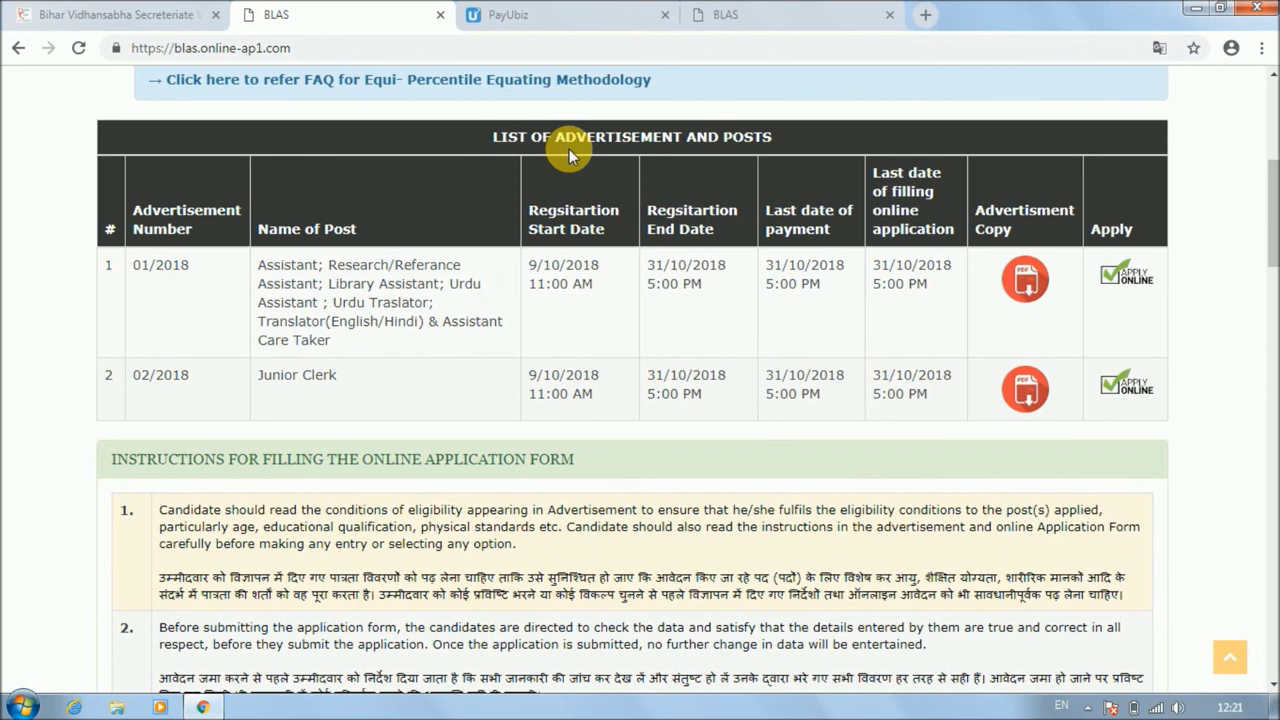 Bihar Vidhansabha Secreteriate V
BLAS
PayUbiz
BLAS
https://blas.online-ap1.com
→ Click here to refer FAQ for Equi- Percentile Equating Methodology
LIST OF ADVERTISEMENT AND POSTS
#
Advertisement
Number
Name of Post
Regsitartion
Start Date
Regsitartion
End Date
Last date of
payment
Last date
of filling
online
application
Advertisment
Copy
Apply
1
01/2018
Assistant; Research/Referance
Assistant; Library Assistant; Urdu
Assistant ; Urdu Traslator;
Translator(English/Hindi) & Assistant
Care Taker
9/10/2018
11:00 AM
31/10/2018
5:00 PM
31/10/2018
5:00 PM
31/10/2018
5:00 PM
PDF
APPLY
ONLINE
2
02/2018
Junior Clerk
9/10/2018
11:00 AM
31/10/2018
5:00 PM
31/10/2018
5:00 PM
31/10/2018
5:00 PM
PDF
APPLY
ONLINE
INSTRUCTIONS FOR FILLING THE ONLINE APPLICATION FORM
1.
Candidate should read the conditions of eligibility appearing in Advertisement to ensure that he/she fulfils the eligibility conditions to the post(s) applied,
particularly age, educational qualification, physical standards etc. Candidate should also read the instructions in the advertisement and online Application Form
carefully before making any entry or selecting any option.
उम्मीदवार को विज्ञापन में दिए गए पात्रता विवरणों को पढ़ लेना चाहिए ताकि उसे सुनिश्चित हो जाए कि आवेदन किए जा रहे पद (पदों) के लिए विशेष कर आयु, शैक्षित योग्यता, शारीरिक मानकों आदि के
संदर्भ में पात्रता की शर्तों को वह पूरा करता है। उम्मीदवार को कोई प्रविष्टि भरने या कोई विकल्प चुनने से पहले विज्ञापन में दिए गए निर्देशों तथा ऑनलाइन आवेदन को भी सावधानीपूर्वक पढ़ लेना चाहिए।
2.
Before submitting the application form, the candidates are directed to check the data and satisfy that the details entered by them are true and correct in all
respect, before they submit the application. Once the application is submitted, no further change in data will be entertained.
आवेदन जमा करने से पहले उम्मीदवार को निर्देश दिया जाता है कि सभी जानकारी की जांच कर देख लें और संतुष्ट हो लें उनके द्वारा भरे गए सभी विवरण हर तरह से सही हैं। आवेदन जमा हो जाने पर प्रविष्ट
EN
12:21